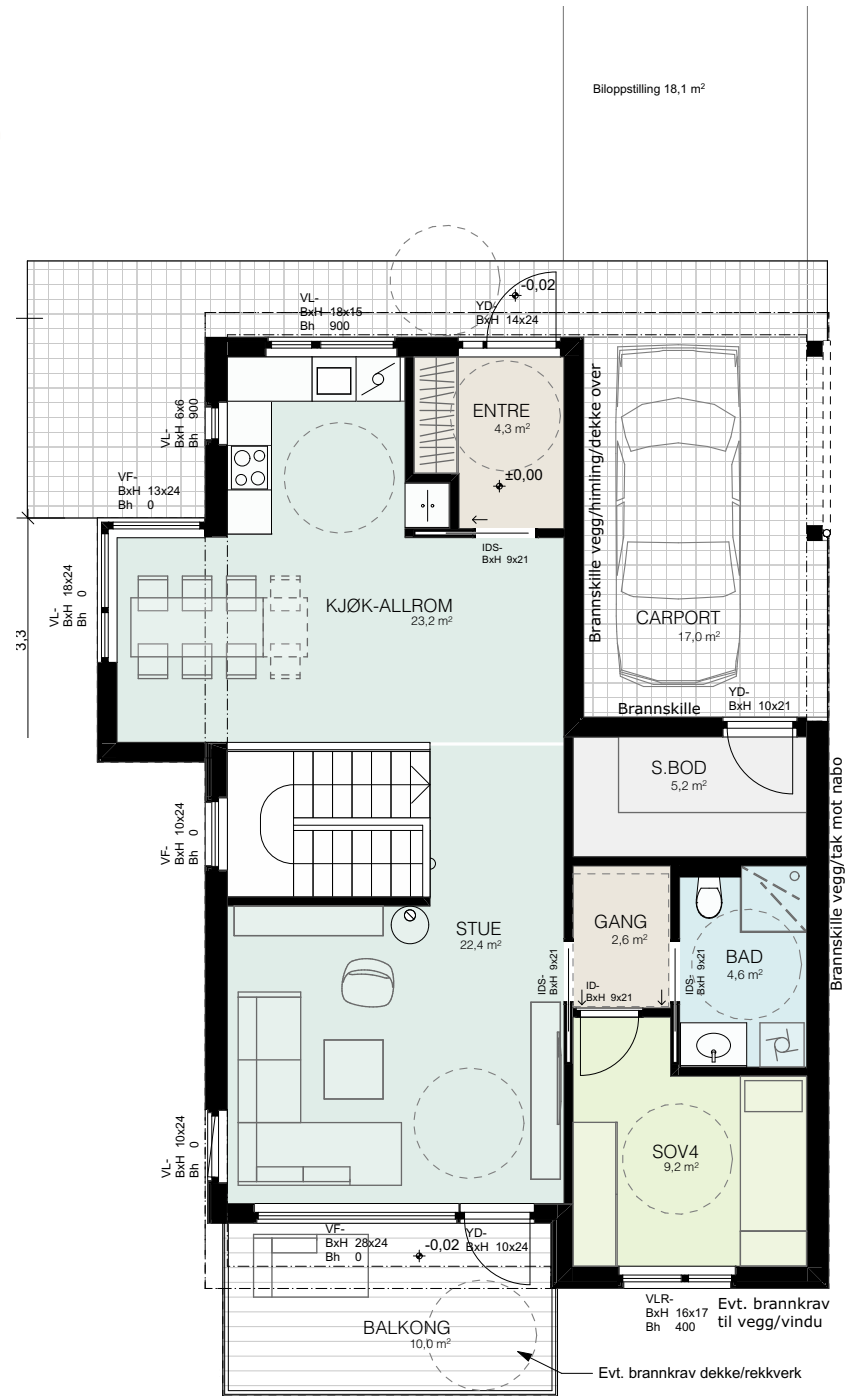 Biloppstilling 18,1 m²
-0,02
VL-
BxH 18x15
Bh 900
YD-
BxH 14x24
VL-
BxH 6x6
Bh 900
ENTRE
4,3 m²
Brannskille vegg/himling/dekke over
±0,00
VF-
BxH 13x24
Bh 0
IDS-
BxH 9x21
VL-
BxH 18x24
Bh 0
3,3
KJØK-ALLROM
23,2 m²
CARPORT
17,0 m²
Brannskille
YD-
BxH 10x21
S.BOD
5,2 m²
VF-
BxH 10x24
Bh 0
Brannskille vegg/tak mot nabo
STUE
22,4 m²
GANG
2,6 m²
BAD
4,6 m²
IDS-
BxH 9x21
ID-
BxH 9x21
IDS-
BxH 9x21
VL-
BxH 10x24
Bh 0
SOV4
9,2 m²
VF-
BxH 28x24
Bh 0
-0,02
YD-
BxH 10x24
VLR-
BxH 16x17
Bh 400
Evt. brannkrav
til vegg/vindu
BALKONG
10,0 m²
Evt. brannkrav dekke/rekkverk